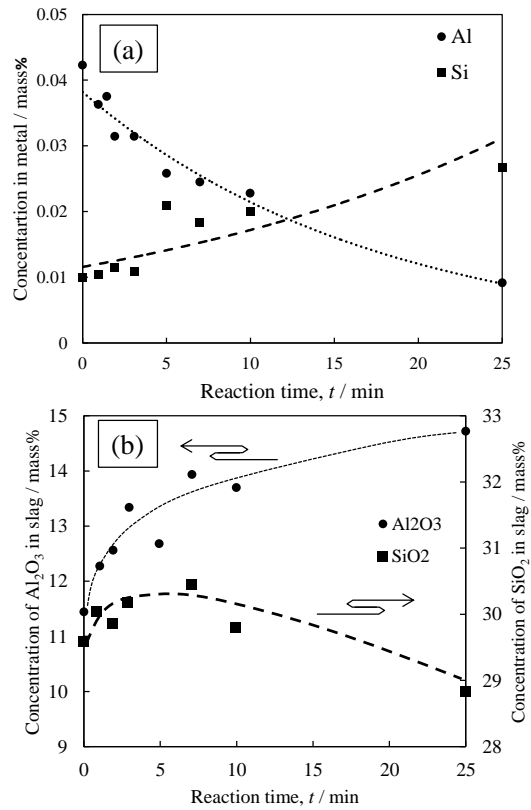 (a)
Al
Si
Concentartion in metal / mass%
0.05
0.04
0.03
0.02
0.01
0
0
5
10
15
20
25
Reaction time, t / min
(b)
Al2O3
SiO2
Concentration of Al₂O₃ in slag / mass%
15
14
13
12
11
10
9
Concentration of SiO₂ in slag / mass%
33
32
31
30
29
28
0
5
10
15
20
25
Reaction time, t / min